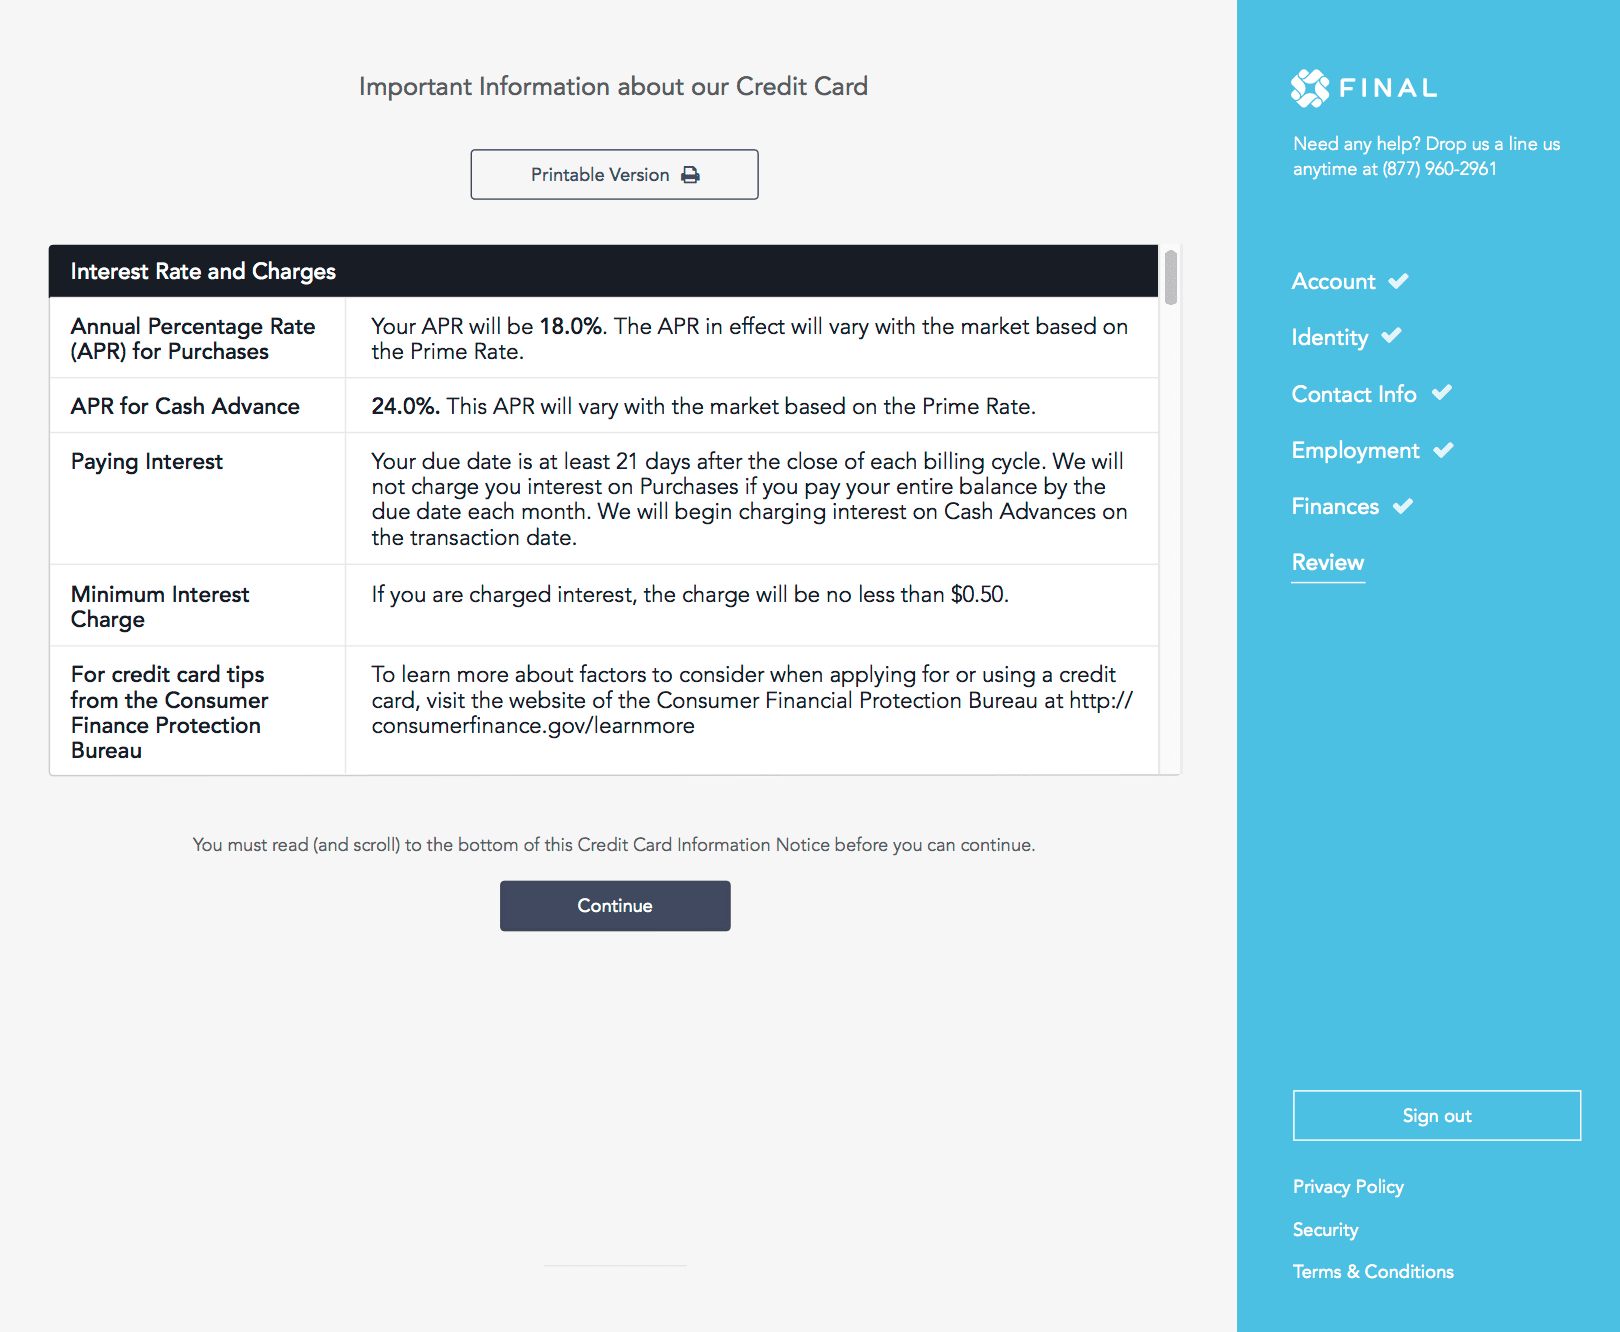 Important Information about our Credit Card
Printable Version
Interest Rate and Charges
Annual Percentage Rate
(APR) for Purchases
Your APR will be 18.0%. The APR in effect will vary with the market based on
the Prime Rate.
APR for Cash Advance
24.0%. This APR will vary with the market based on the Prime Rate.
Paying Interest
Your due date is at least 21 days after the close of each billing cycle. We will
not charge you interest on Purchases if you pay your entire balance by the
due date each month. We will begin charging interest on Cash Advances on
the transaction date.
Minimum Interest
Charge
If you are charged interest, the charge will be no less than $0.50.
For credit card tips
from the Consumer
Finance Protection
Bureau
To learn more about factors to consider when applying for or using a credit
card, visit the website of the Consumer Financial Protection Bureau at http://
consumerfinance.gov/learnmore
You must read (and scroll) to the bottom of this Credit Card Information Notice before you can continue.
Continue
FINAL
Need any help? Drop us a line us
anytime at (877) 960-2961
Account
Identity
Contact Info
Employment
Finances
Review
Sign out
Privacy Policy
Security
Terms & Conditions